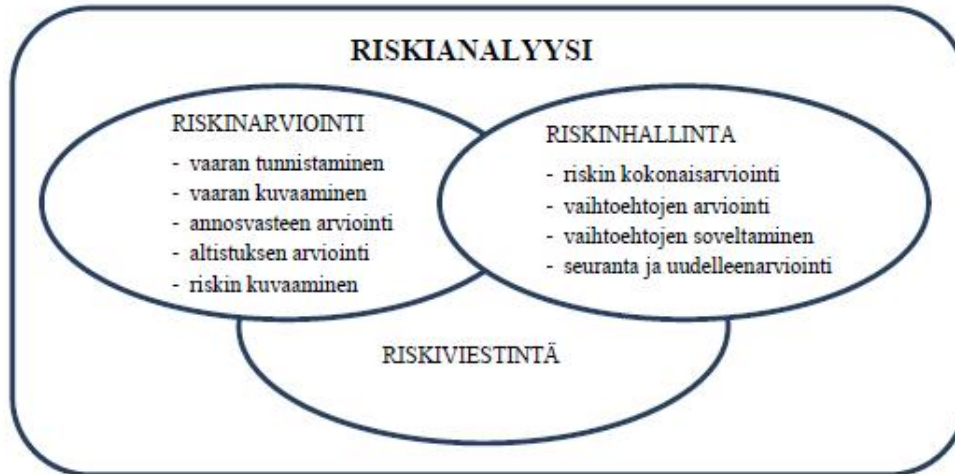 RISKIANALYYSI
RISKINARVIOINTI
- vaaran tunnistaminen
- vaaran kuvaaminen
- annosvasteen arviointi
- altistuksen arviointi
- riskin kuvaaminen
RISKINHALLINTA
- riskin kokonaisarviointi
- vaihtoehtojen arviointi
- vaihtoehtojen soveltaminen
- seuranta ja uudelleenarviointi
RISKIVIESTINTÄ